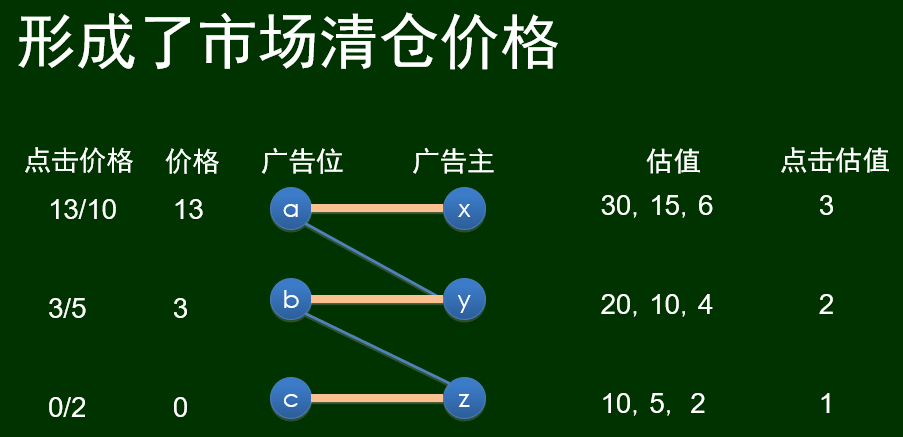 形成了市场清仓价格
点击价格 价格 广告位 广告主 估值 点击估值
13/10 13 a x 30, 15, 6 3
3/5 3 b y 20, 10, 4 2
0/2 0 c z 10, 5, 2 1